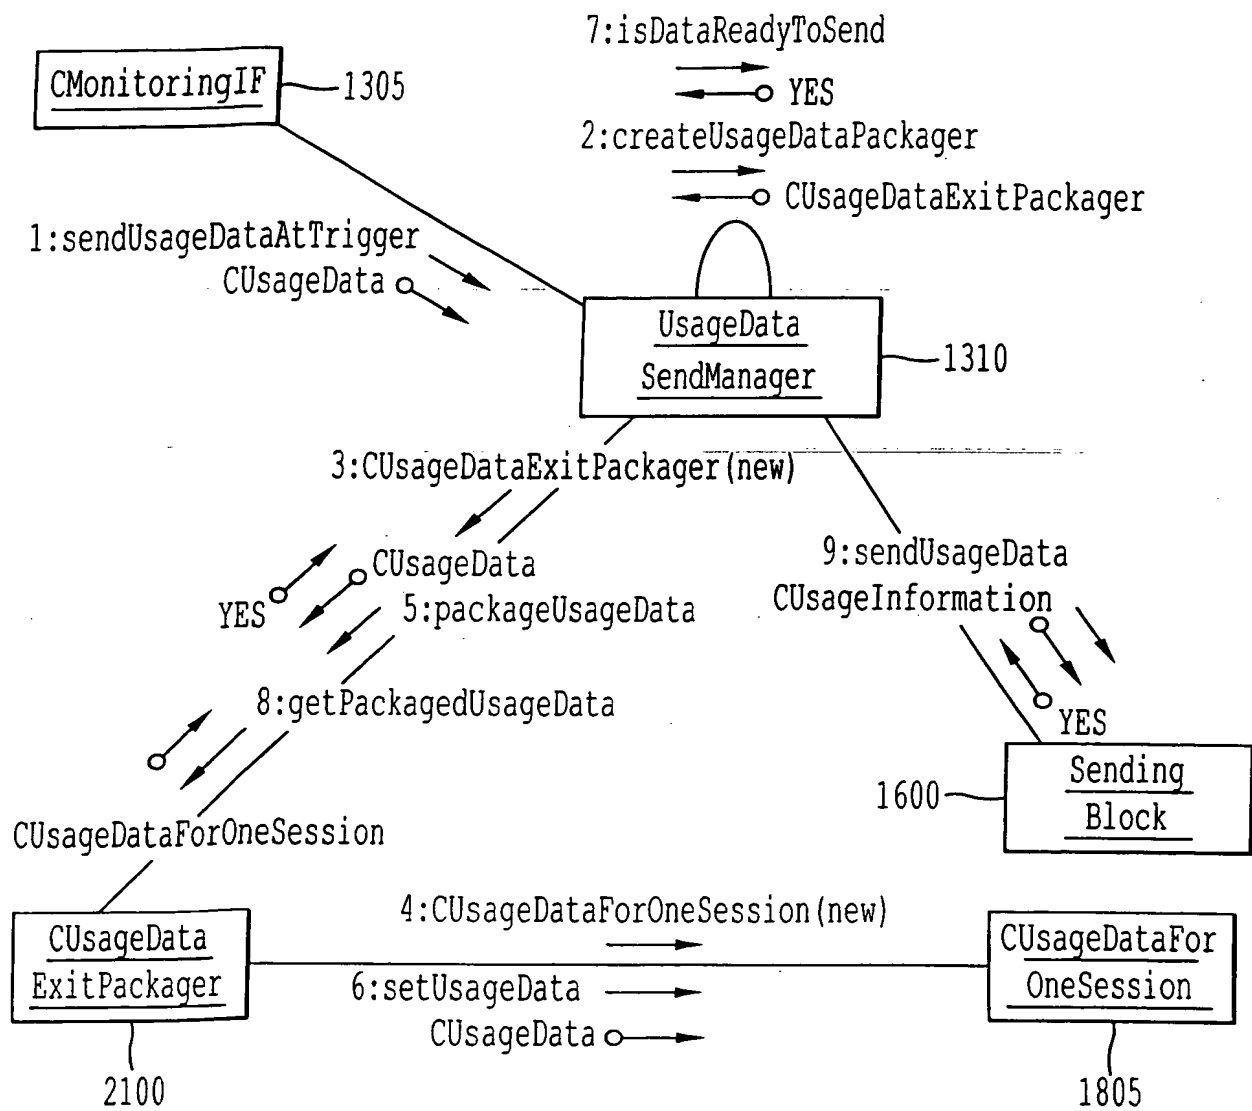 7:isDataReadyToSend
CMonitoringIF
1305
YES
2:createUsageDataPackager
CUsageDataExitPackager
1:sendUsageDataAtTrigger
CUsageData
UsageData
SendManager
1310
3:CUsageDataExitPackager(new)
CUsageData
YES
5:packageUsageData
9:sendUsageData
CUsageInformation
8:getPackagedUsageData
YES
Sending
Block
1600
CUsageDataForOneSession
4:CUsageDataForOneSession(new)
CUsageData
ExitPackager
CUsageDataFor
OneSession
6:setUsageData
CUsageData
2100
1805